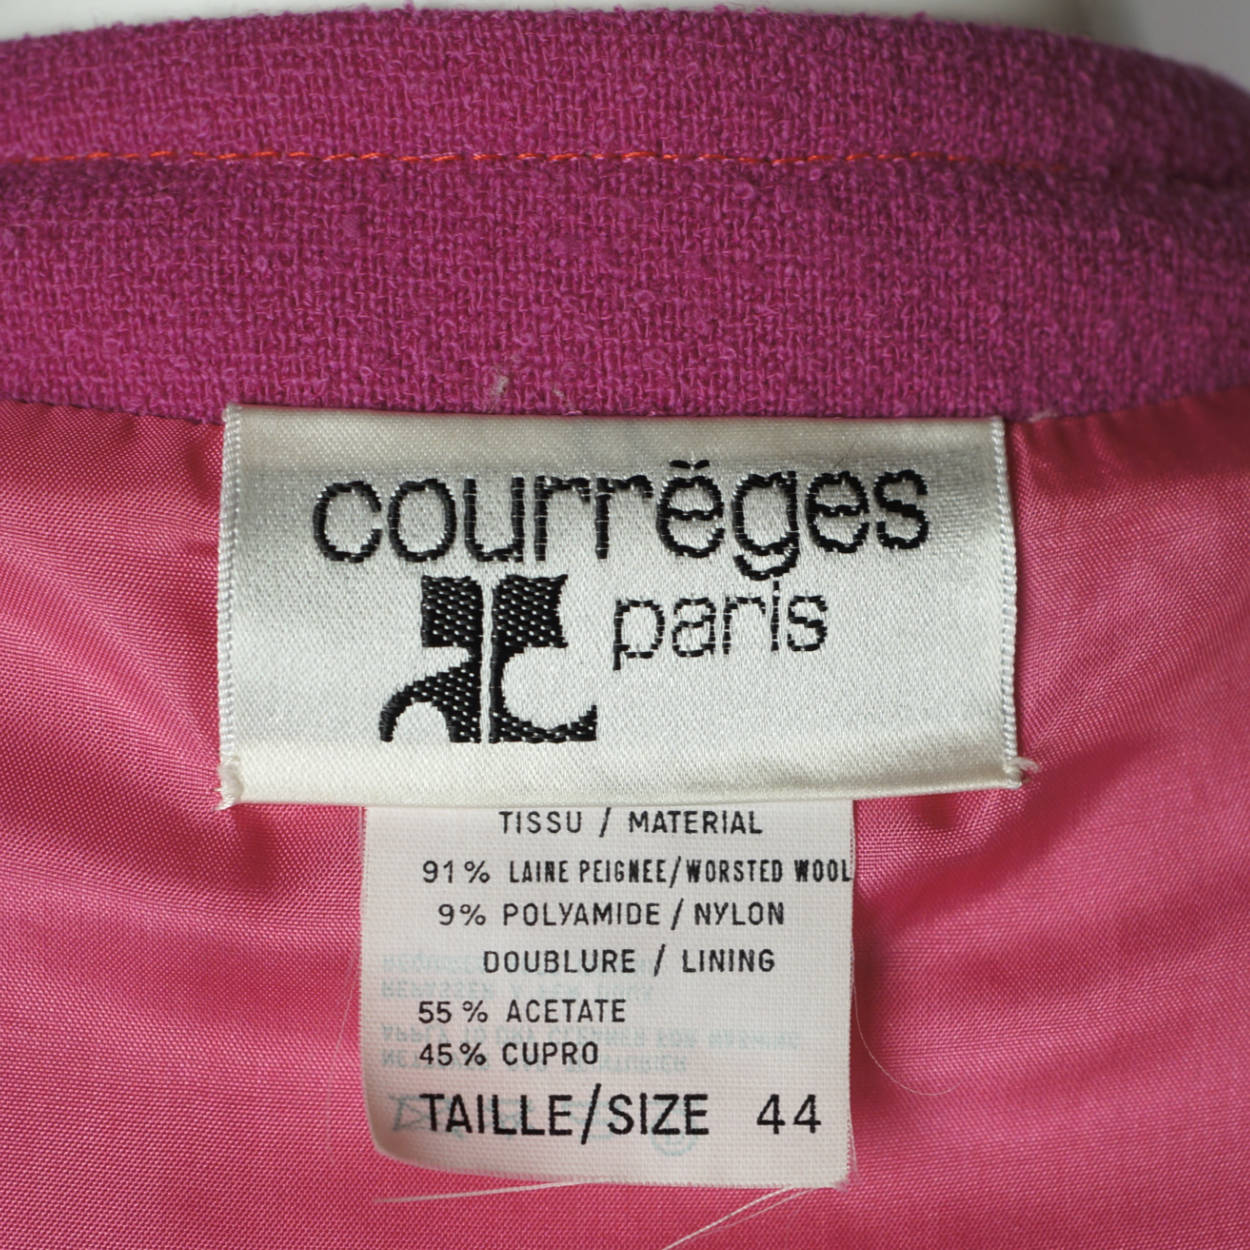 courrèges
paris
TISSU / MATERIAL
91% LAINE PEIGNEE/WORSTED WOOL
9% POLYAMIDE / NYLON
DOUBLURE / LINING
55% ACETATE
45% CUPRO
TAILLE/SIZE 44